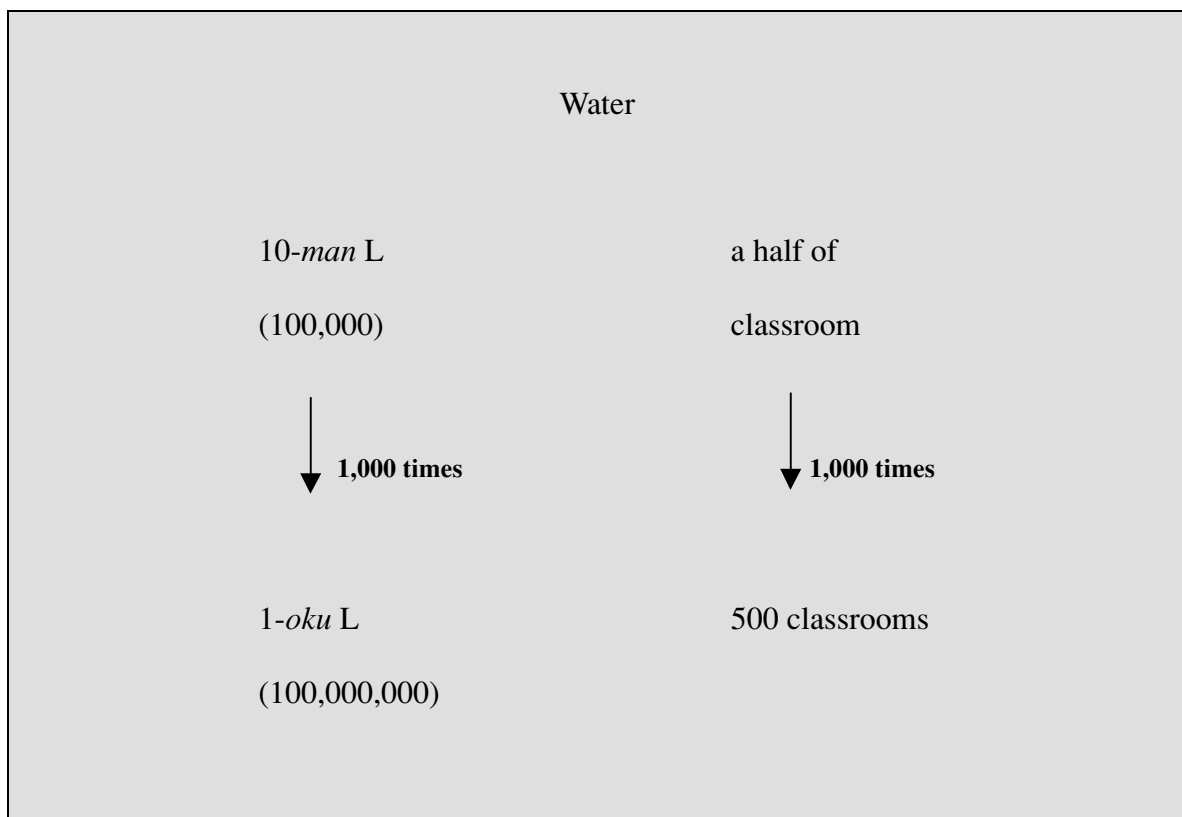 Water
10-man L
(100,000)
a half of
classroom
1,000 times
1,000 times
1-oku L
(100,000,000)
500 classrooms